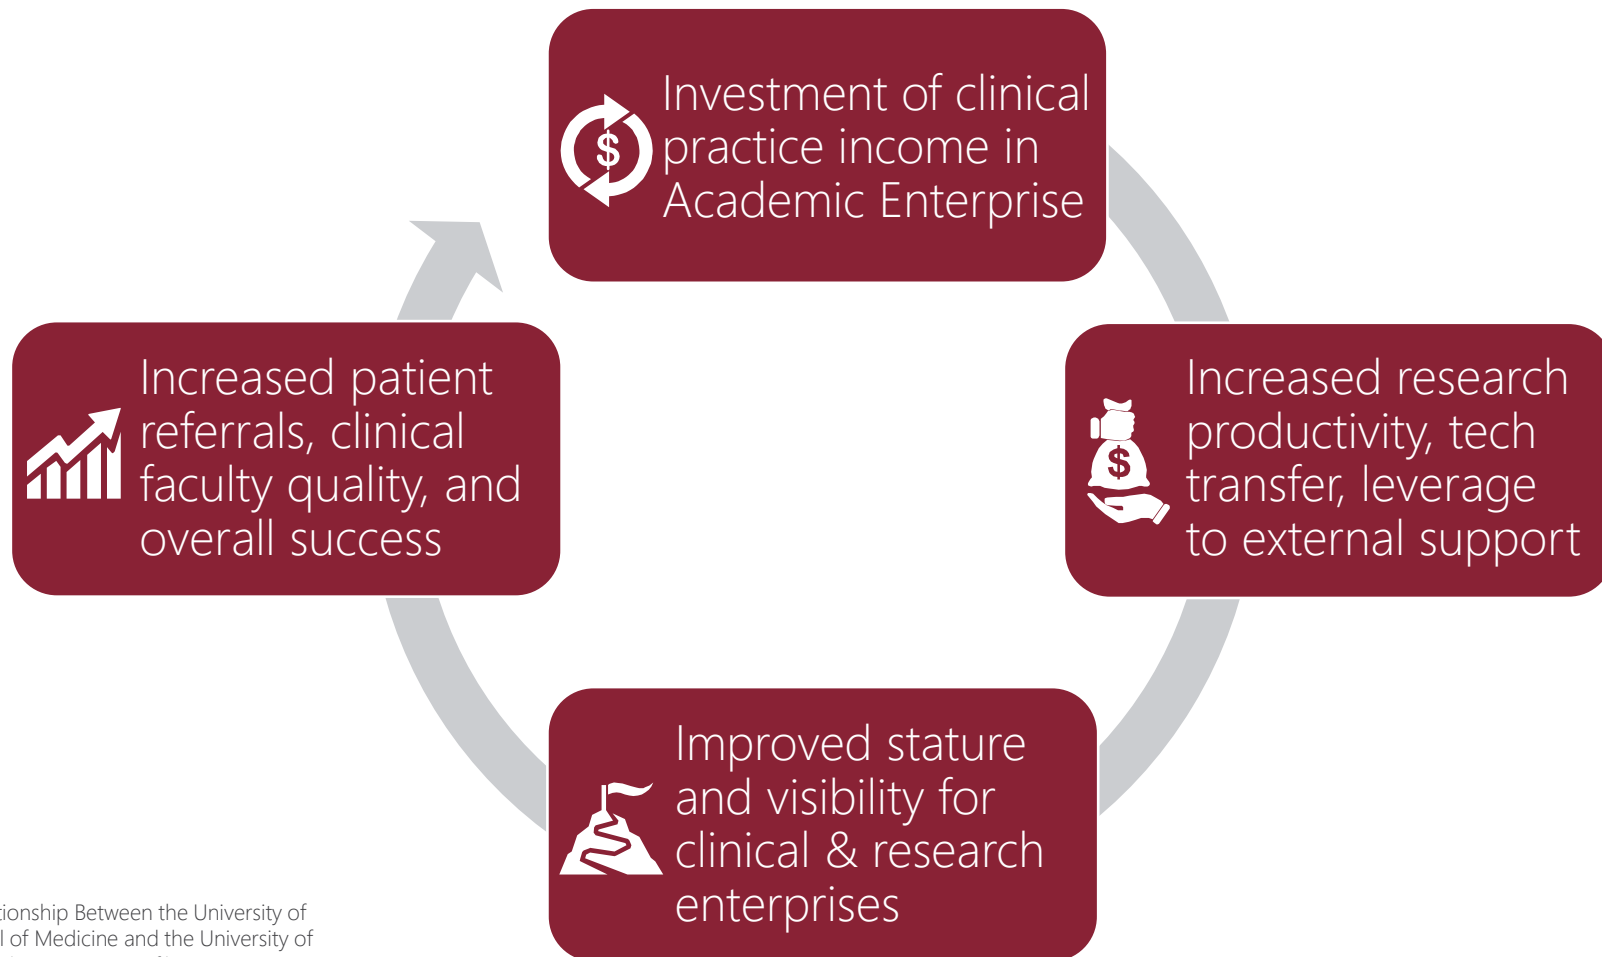 Investment of clinical
practice income in
Academic Enterprise
$
Increased research
productivity, tech
transfer, leverage
to external support
$
Improved stature
and visibility for
clinical & research
enterprises
Increased patient
referrals, clinical
faculty quality, and
overall success
tionship Between the University of
of Medicine and the University of